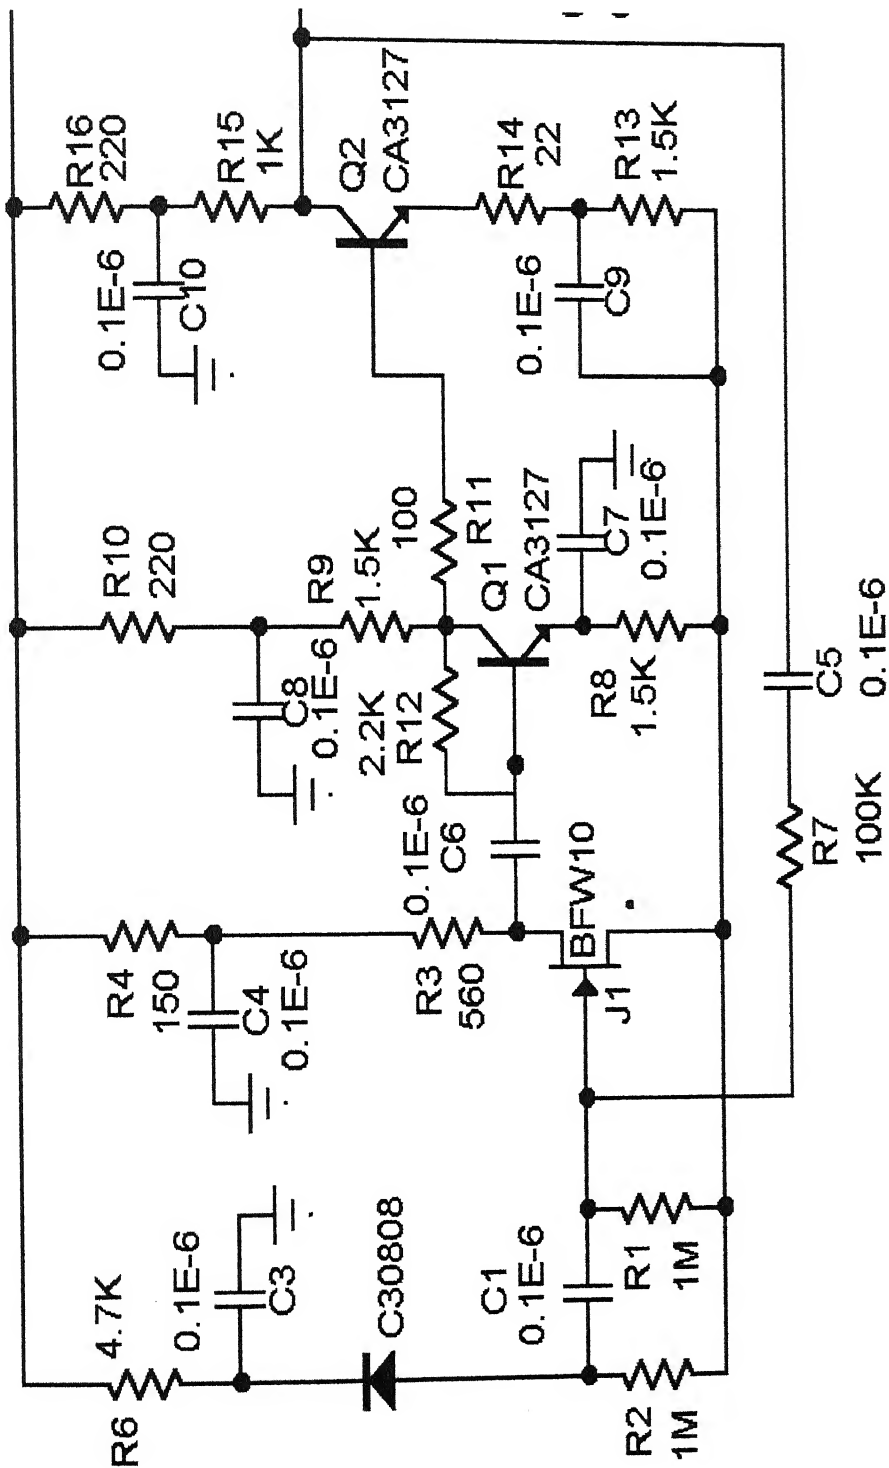 R6
4.7K
0.1E-6
C3
C30808
R2
1M
C1
0.1E-6
R1
1M
R4
150
C4
0.1E-6
R3
560
J1
BFW10
0.1E-6
C6
R7
100K
C5
0.1E-6
R10
220
C8
0.1E-6
R9
1.5K
2.2K
R12
100
R11
Q1
CA3127
R8
1.5K
C7
0.1E-6
R16
220
0.1E-6
C10
R15
1K
Q2
CA3127
R14
22
0.1E-6
C9
R13
1.5K